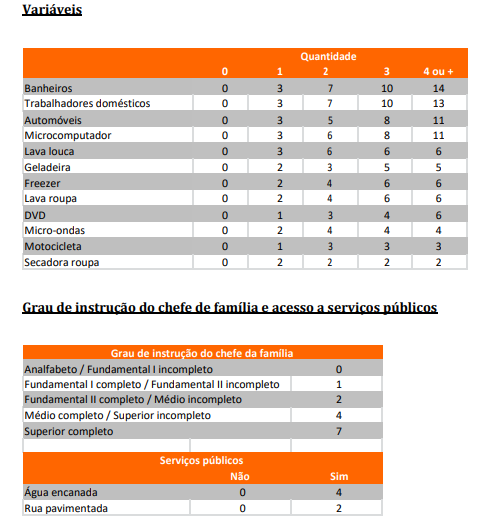 Variáveis
Quantidade
0 1 2 3 4 ou +
Banheiros 0 3 7 10 14
Trabalhadores domésticos 0 3 7 10 13
Automóveis 0 3 5 8 11
Microcomputador 0 3 6 8 11
Lava louca 0 3 6 6 6
Geladeira 0 2 3 5 5
Freezer 0 2 4 6 6
Lava roupa 0 2 4 6 6
DVD 0 1 3 4 6
Micro-ondas 0 2 4 4 4
Motocicleta 0 1 3 3 3
Secadora roupa 0 2 2 2 2
Grau de instrução do chefe de família e acesso a serviços públicos
Grau de instrução do chefe da família
Analfabeto / Fundamental I incompleto 0
Fundamental I completo / Fundamental II incompleto 1
Fundamental II completo / Médio incompleto 2
Médio completo / Superior incompleto 4
Superior completo 7
Serviços públicos
Não Sim
Água encanada 0 4
Rua pavimentada 0 2